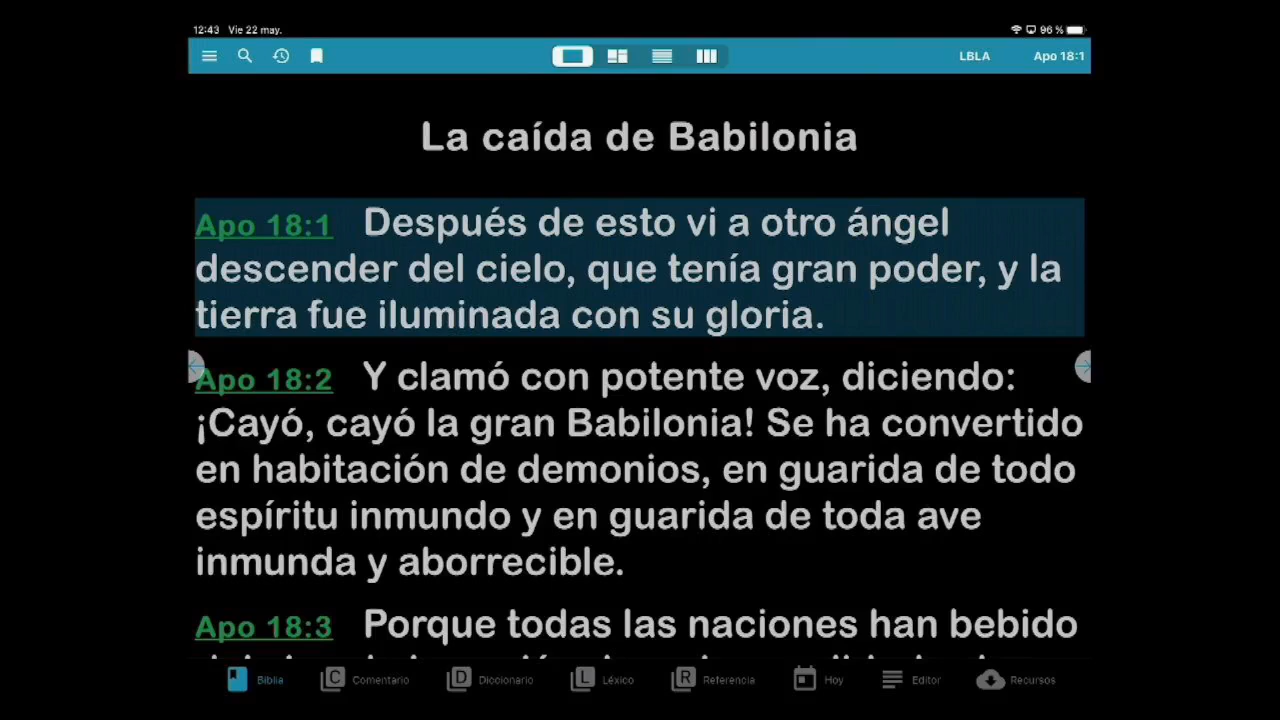 12:43 Vie 22 may.
96 %
LBLA Apo 18:1
La caída de Babilonia
Apo 18:1 Después de esto vi a otro ángel
descender del cielo, que tenía gran poder, y la
tierra fue iluminada con su gloria.
Apo 18:2 Y clamó con potente voz, diciendo:
¡Cayó, cayó la gran Babilonia! Se ha convertido
en habitación de demonios, en guarida de todo
espíritu inmundo y en guarida de toda ave
inmunda y aborrecible.
Apo 18:3 Porque todas las naciones han bebido
Biblia C Comentario D Diccionario L Léxico R Referencia Hoy Editor Recursos